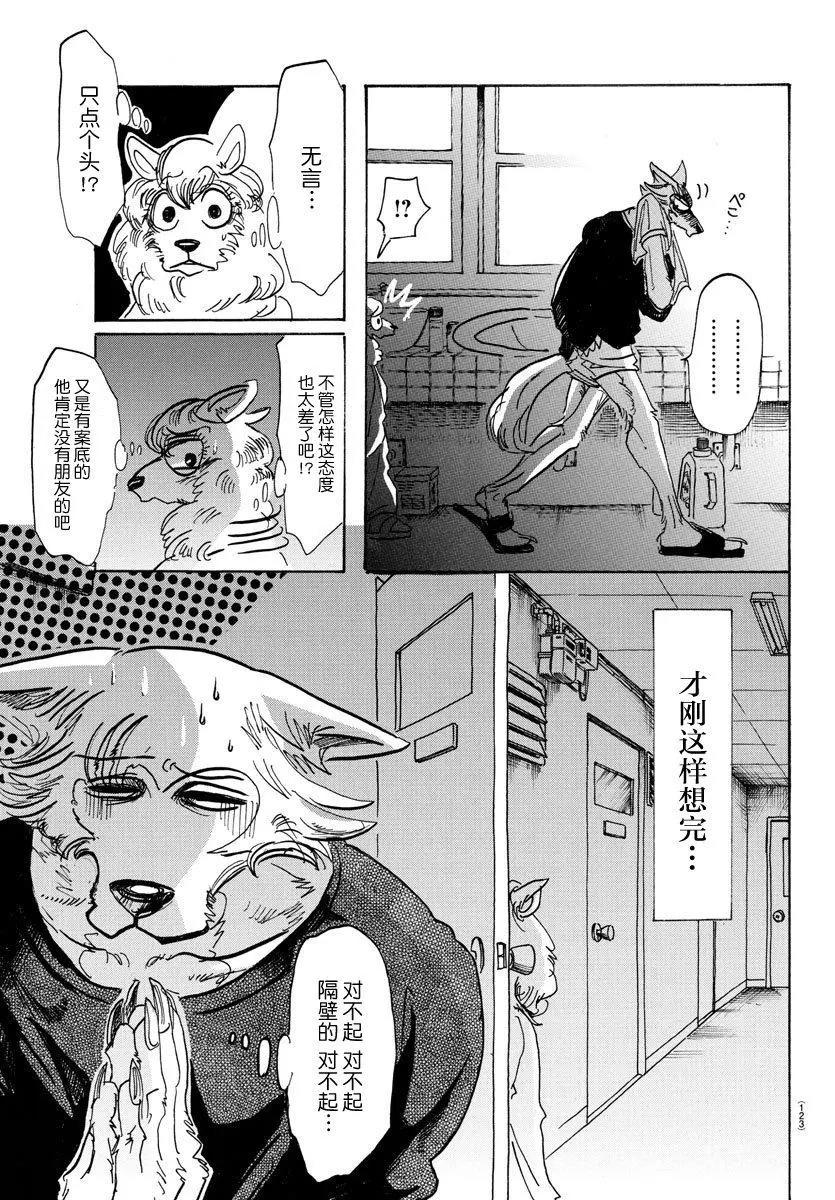 !?
ぺこ…
………
………
无言…
只点个头!?
不管怎样这态度
也太差了吧!?
又是有案底的
他肯定没有朋友的吧
才刚这样想完…
对不起 对不起
隔壁的 对不起…
(123)